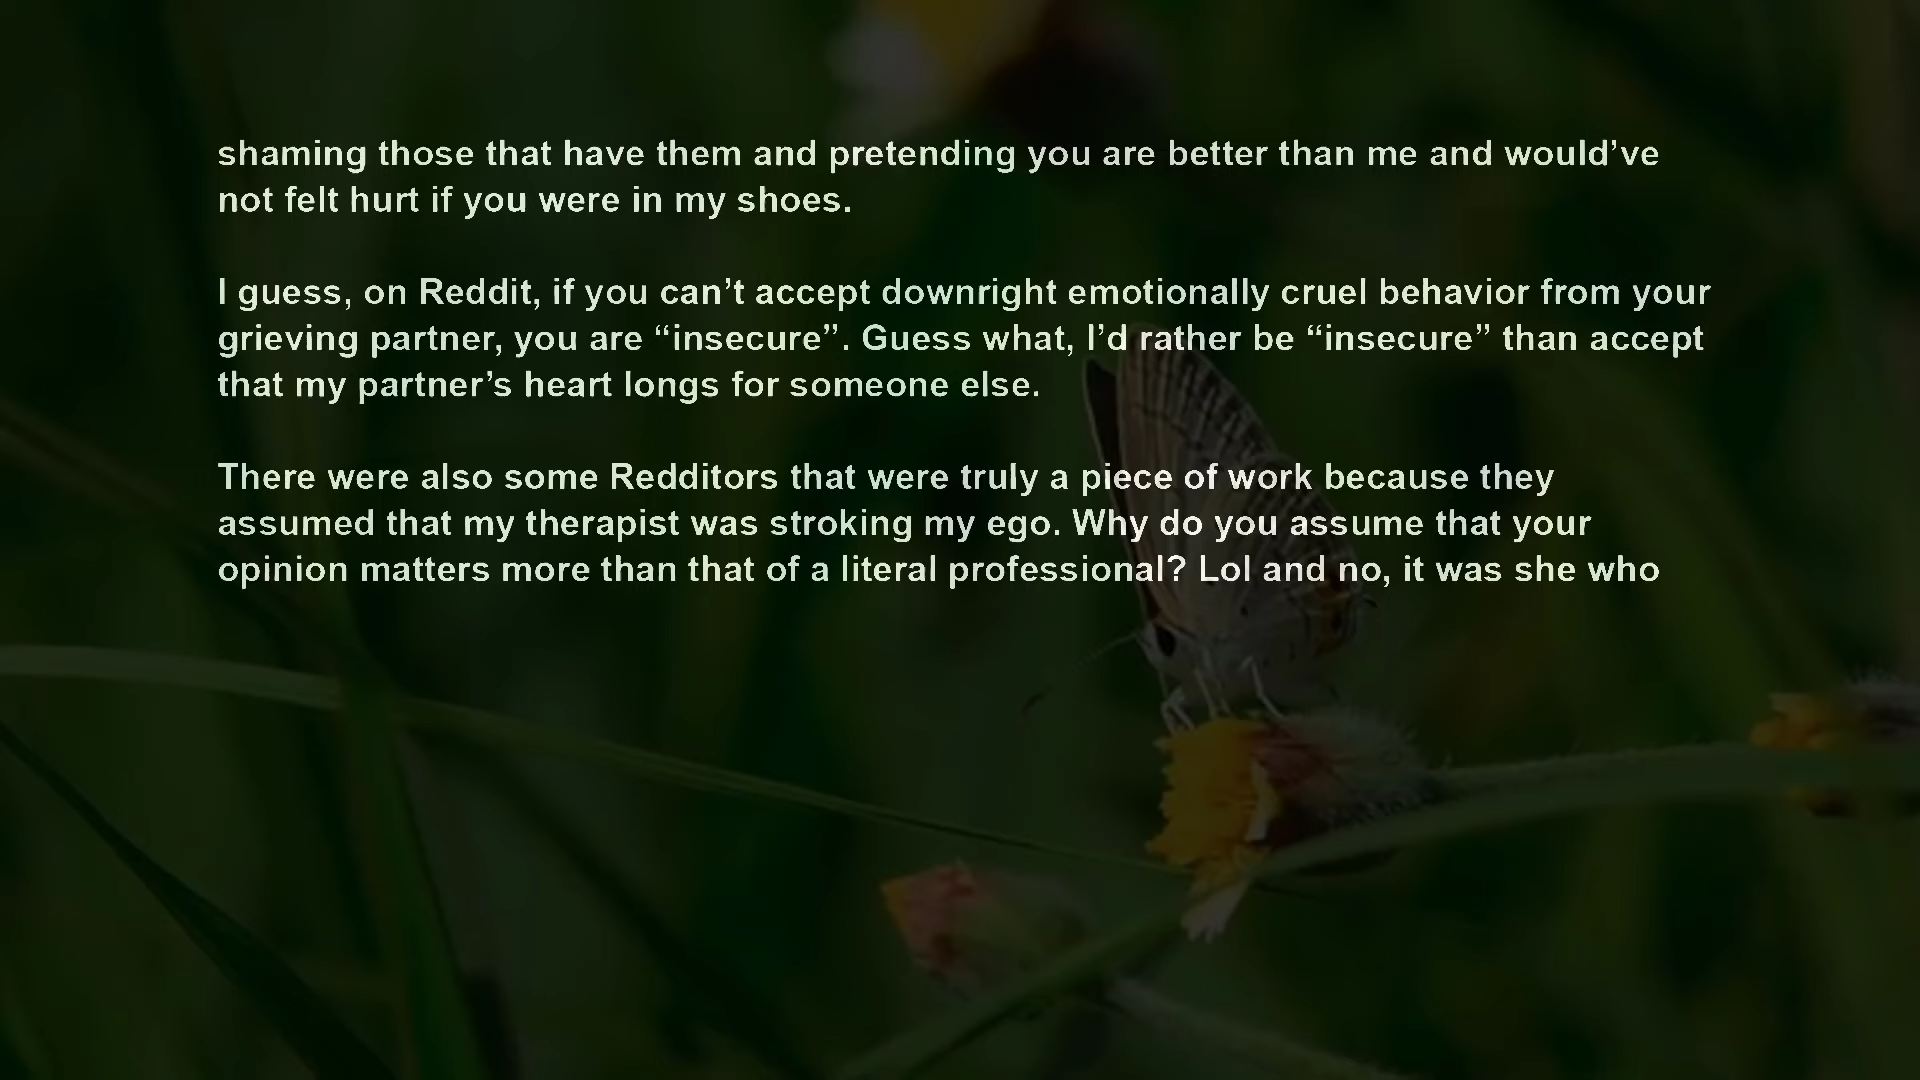 shaming those that have them and pretending you are better than me and would’ve
not felt hurt if you were in my shoes.
I guess, on Reddit, if you can’t accept downright emotionally cruel behavior from your
grieving partner, you are “insecure”. Guess what, I’d rather be “insecure” than accept
that my partner’s heart longs for someone else.
There were also some Redditors that were truly a piece of work because they
assumed that my therapist was stroking my ego. Why do you assume that your
opinion matters more than that of a literal professional? Lol and no, it was she who